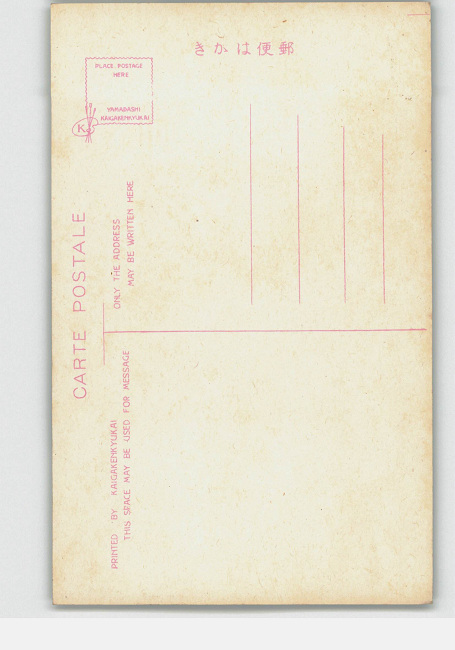 きかは便郵
PLACE POSTAGE
HERE
YAMABASHI
KAIGAKENKYUKAI
K
CARTE POSTALE
ONLY THE ADDRESS
MAY BE WRITTEN HERE
PRINTED BY KAIGAKENKYUKAI
THIS SPACE MAY BE USED FOR MESSAGE